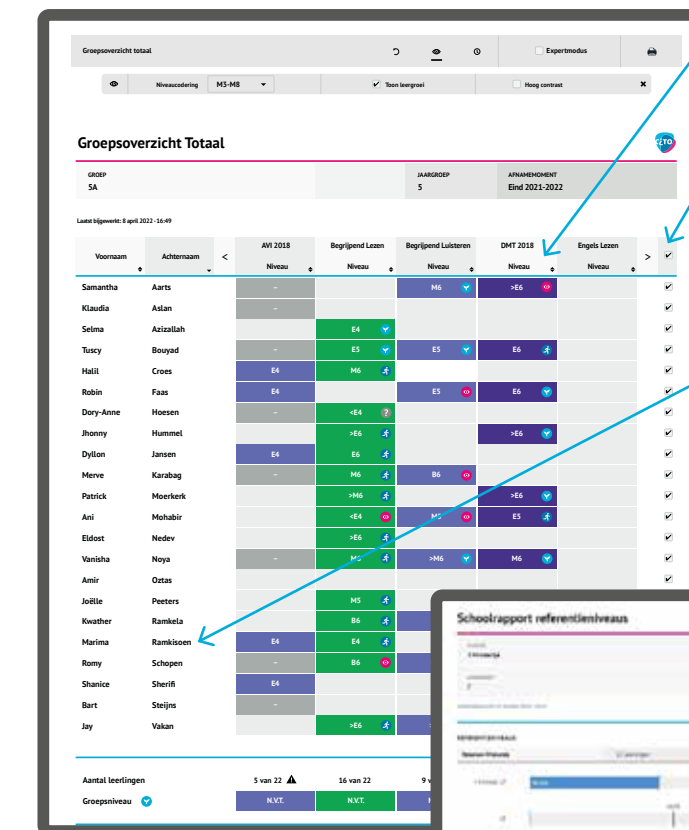 Groepsoverzicht totaal Expertmodus
Niveaucodering M3-M8 Toon leergroei Hoog contrast
Groepsoverzicht Totaal
CITO
GROEP JAARGROEP AFNAMEMOMENT
5A 5 Eind 2021-2022
Laatst bijgewerkt: 8 april 2022 - 16:49
Voornaam Achternaam < AVI 2018 Begrijpend Lezen Begrijpend Luisteren DMT 2018 Engels Lezen >
Niveau Niveau Niveau Niveau Niveau
Samantha Aarts – M6 >E6
Klaudia Aslan –
Selma Azizallah E4
Tuscy Bouyad – E5 E5 E6
Halil Croes E4 M6
Robin Faas E4 E5 E6
Dory-Anne Hoesen – <E4 ?
Jhonny Hummel >E6 >E6
Dyllon Jansen E4 E6
Merve Karabag – M6 B6
Patrick Moerkerk >M6 >E6
Ani Mohabir <E4 E5
Eldost Nedev >E6
Vanisha Noya – >M6 M6
Amir Oztas
Joëlle Peeters M5
Kwather Ramkela B6
Marima Ramkisoen E4 E4
Romy Schopen – B6
Shanice Sherifi E4
Bart Steijns –
Jay Vakan >E6
Aantal leerlingen 5 van 22 16 van 22 9
Groepsniveau N.V.T. N.V.T.
Schoolrapport referentieniveaus